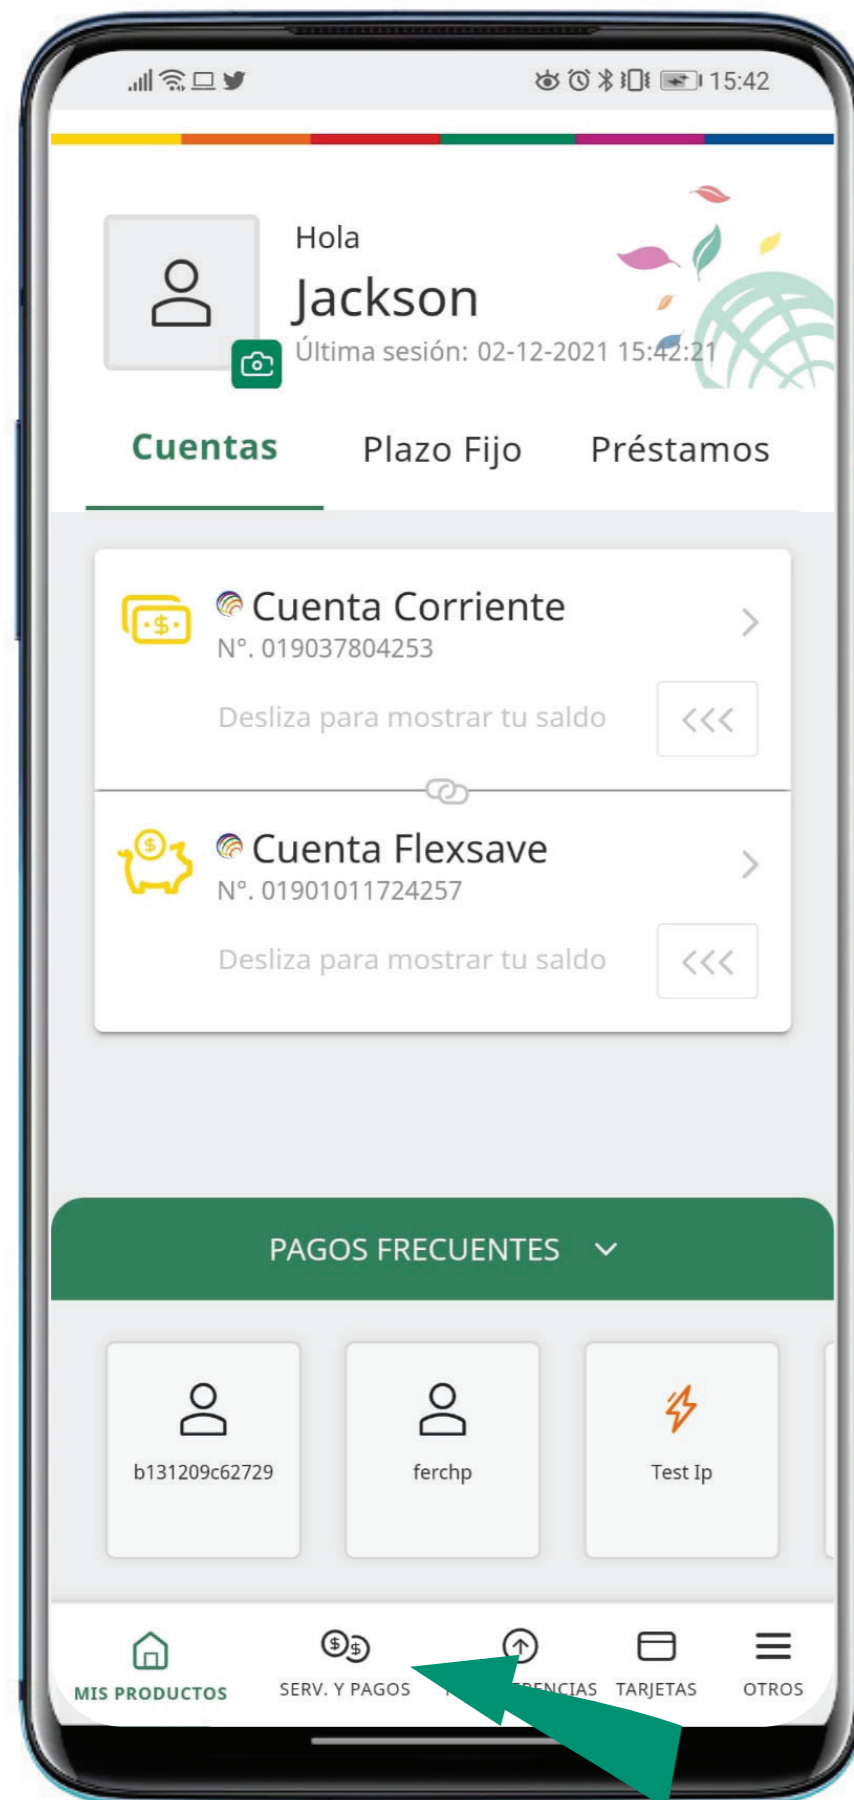 15:42
Hola
Jackson
Última sesión: 02-12-2021 15:42:21
Cuentas Plazo Fijo Préstamos
Cuenta Corriente
N°. 019037804253
Desliza para mostrar tu saldo <<<
Cuenta Flexsave
N°. 01901011724257
Desliza para mostrar tu saldo <<<
PAGOS FRECUENTES
b131209c62729 ferchp Test Ip
MIS PRODUCTOS SERV. Y PAGOS TARJETAS OTROS